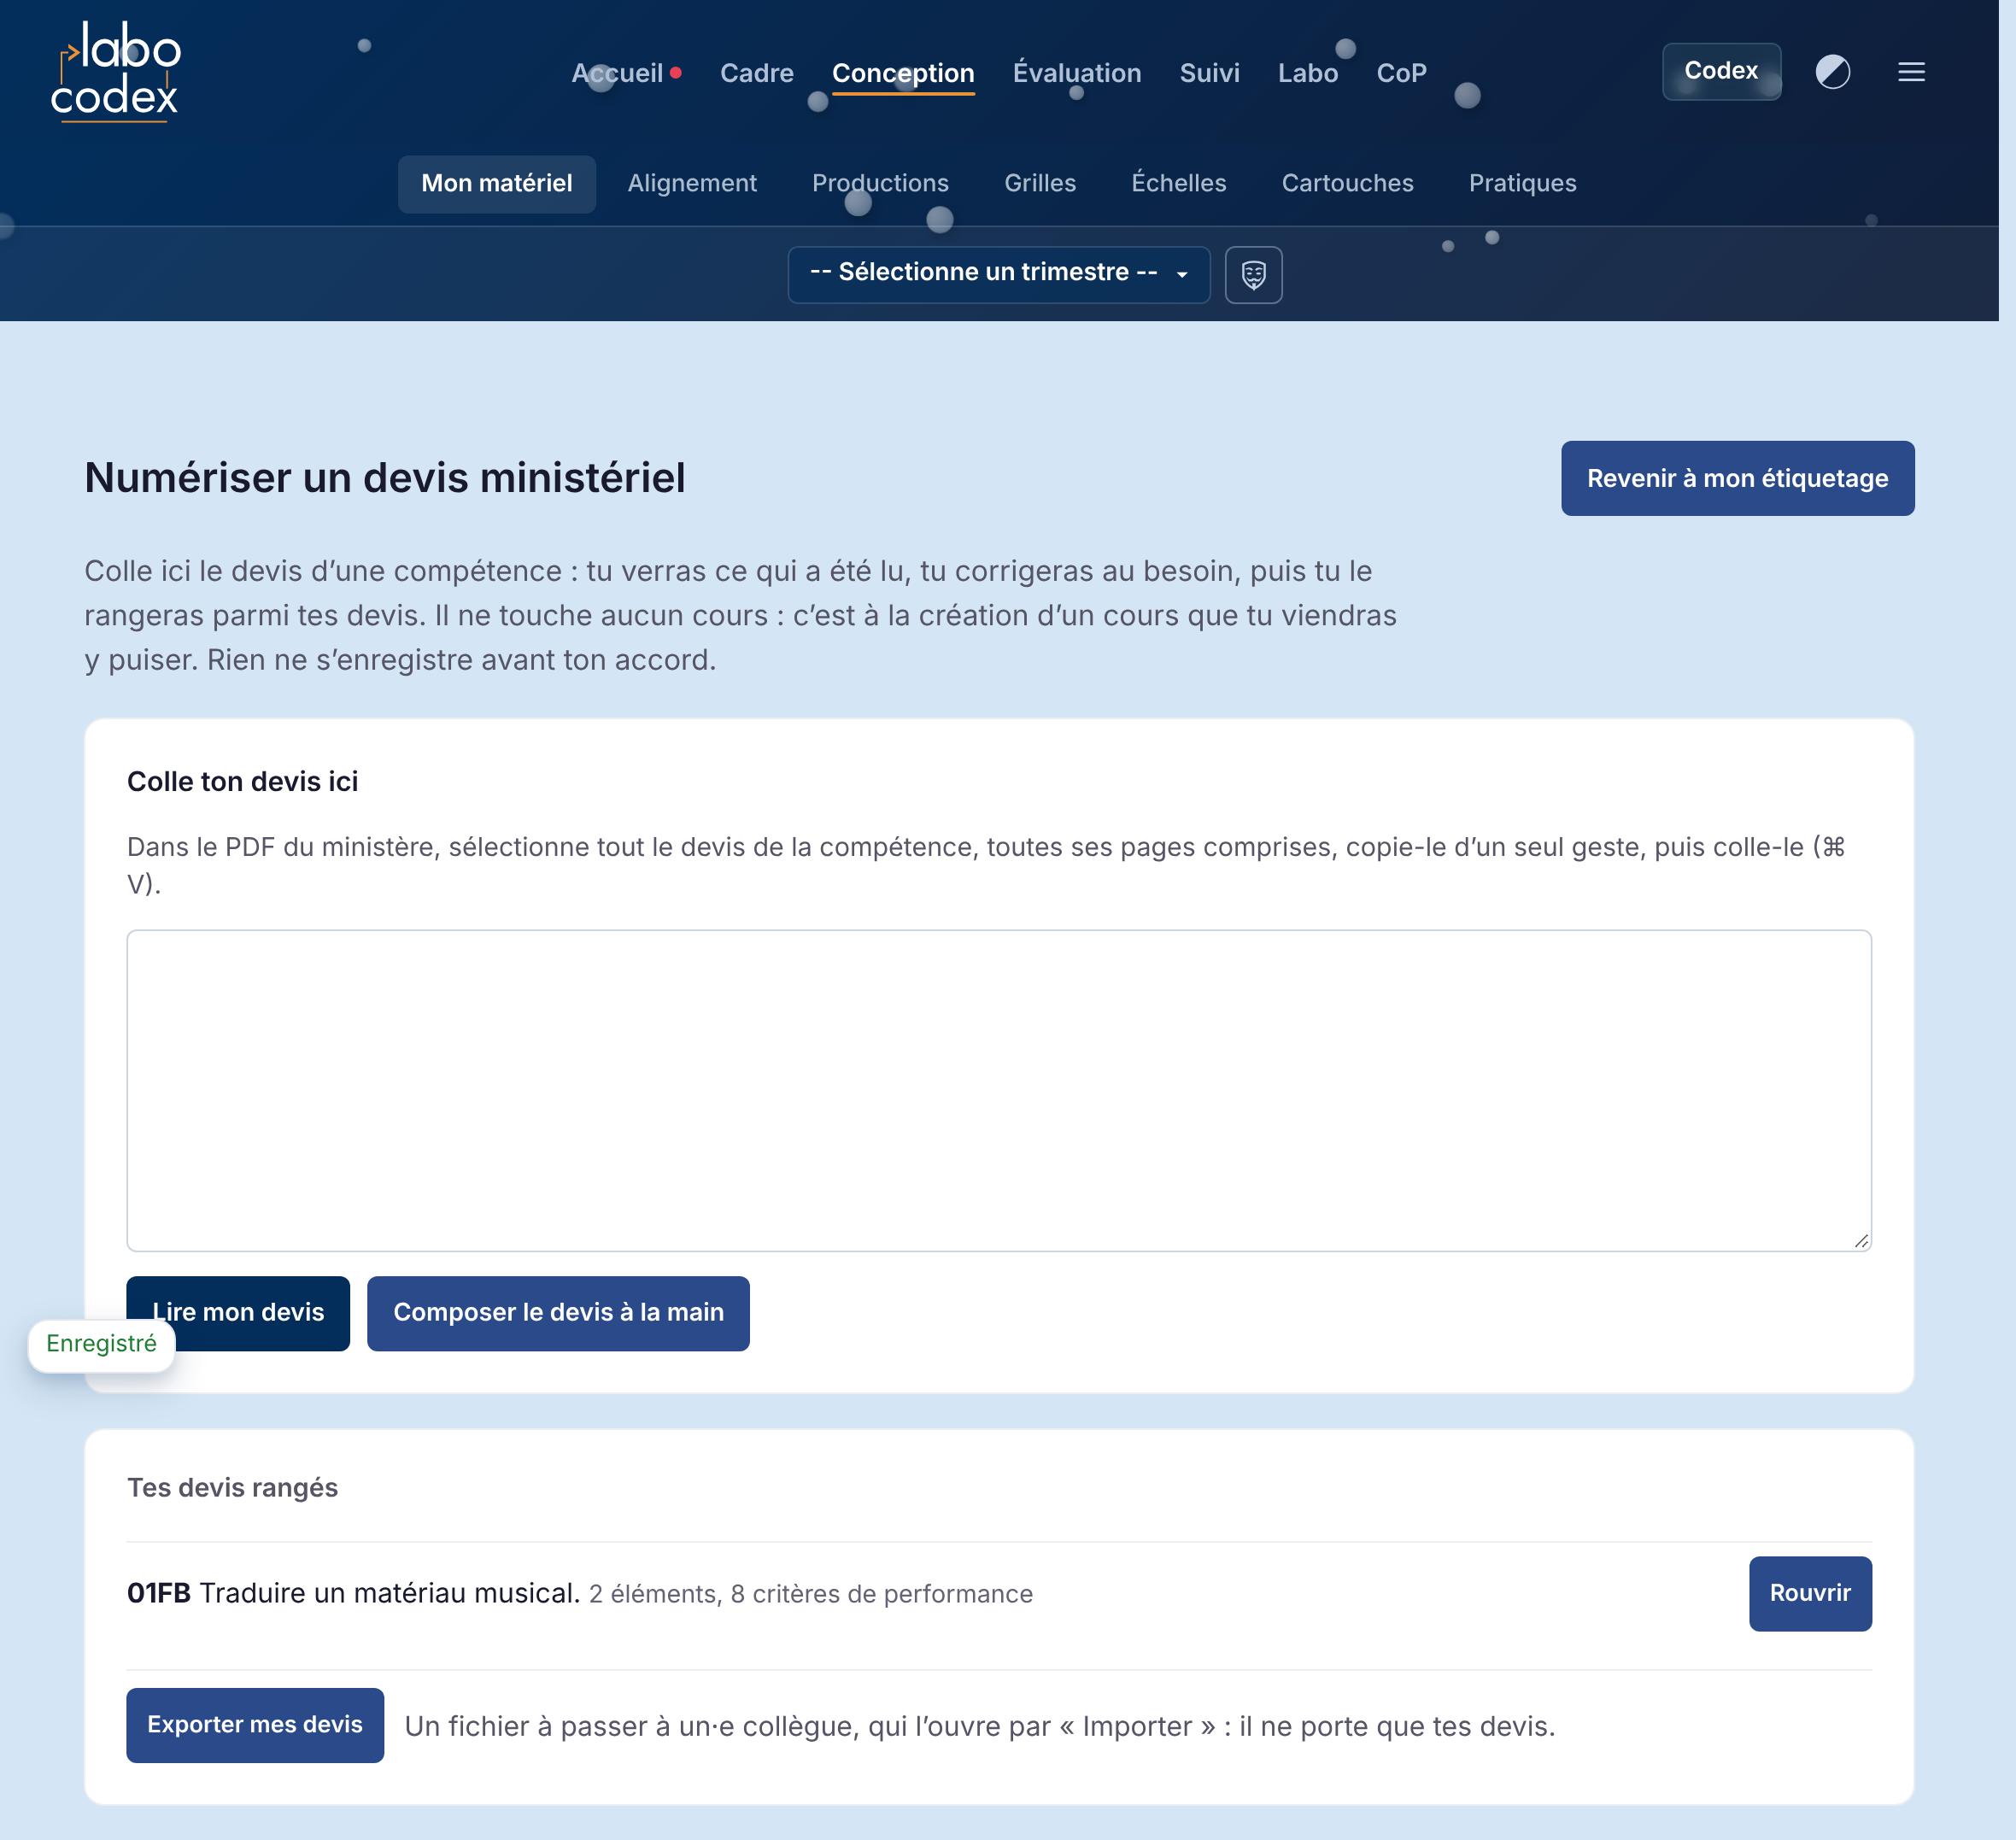 labo
codex
Accueil Cadre Conception Évaluation Suivi Labo CoP Codex
Mon matériel Alignement Productions Grilles Échelles Cartouches Pratiques
-- Sélectionne un trimestre --
Numériser un devis ministériel Revenir à mon étiquetage
Colle ici le devis d’une compétence : tu verras ce qui a été lu, tu corrigeras au besoin, puis tu le
rangeras parmi tes devis. Il ne touche aucun cours : c’est à la création d’un cours que tu viendras
y puiser. Rien ne s’enregistre avant ton accord.
Colle ton devis ici
Dans le PDF du ministère, sélectionne tout le devis de la compétence, toutes ses pages comprises, copie-le d’un seul geste, puis colle-le (⌘
V).
Lire mon devis Composer le devis à la main
Enregistré
Tes devis rangés
01FB Traduire un matériau musical. 2 éléments, 8 critères de performance Rouvrir
Exporter mes devis Un fichier à passer à un·e collègue, qui l’ouvre par « Importer » : il ne porte que tes devis.